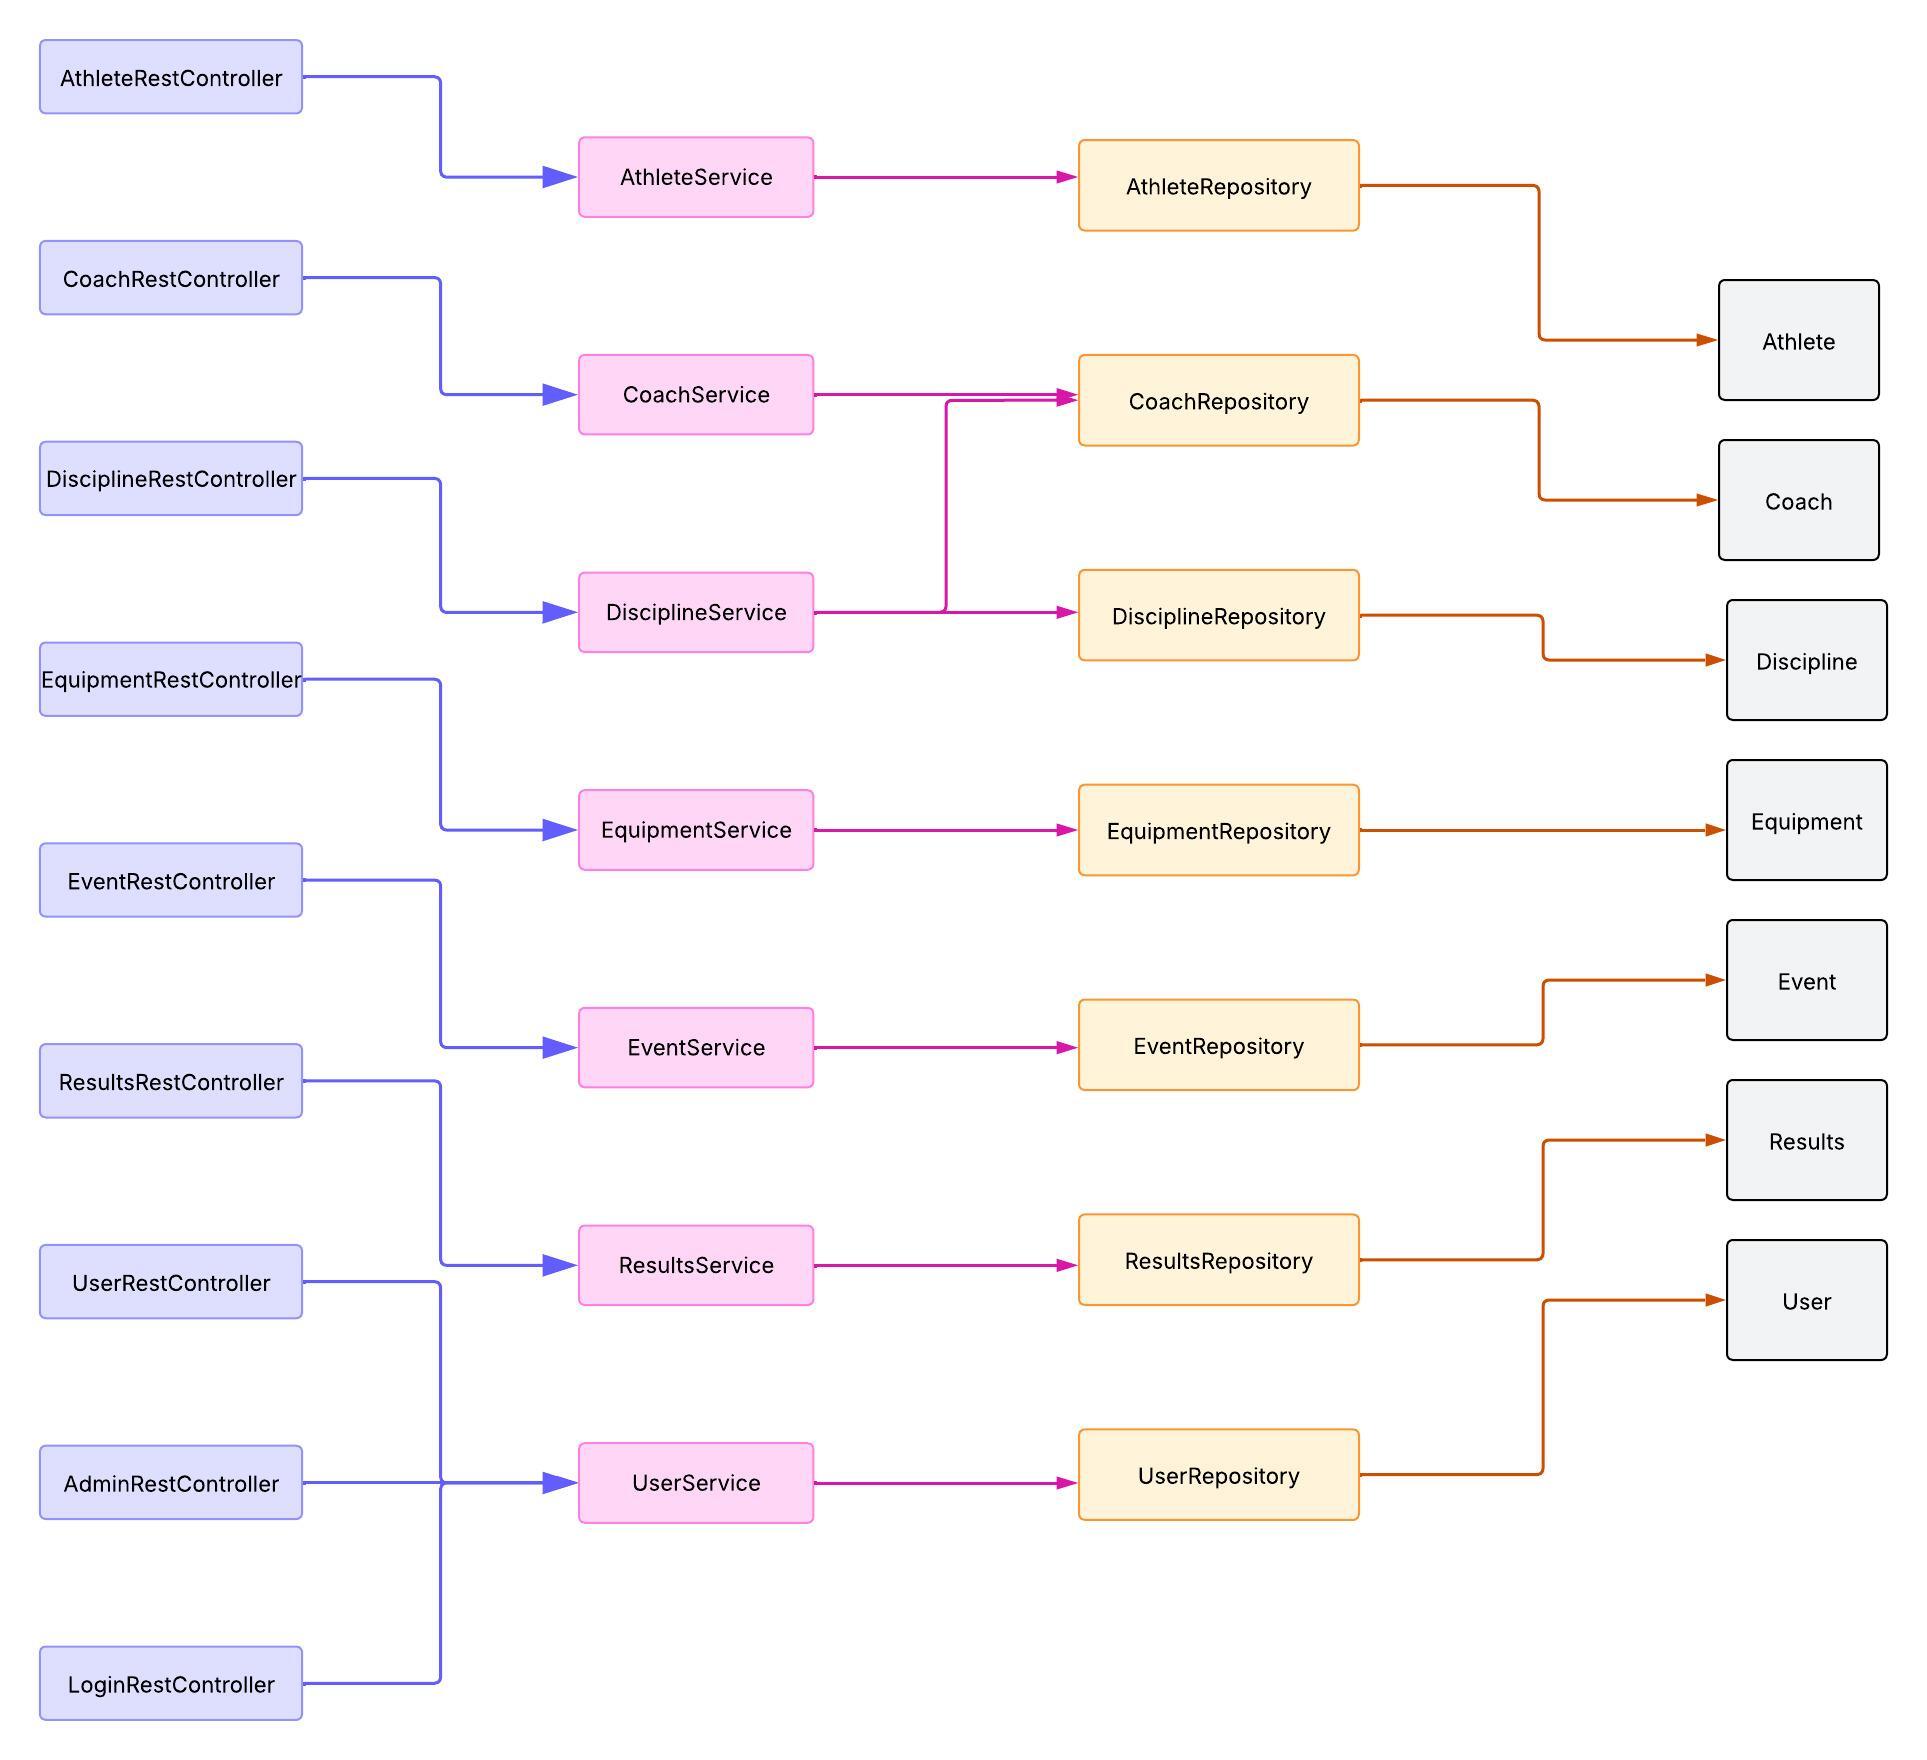 AthleteRestController
CoachRestController
DisciplineRestController
EquipmentRestController
EventRestController
ResultsRestController
UserRestController
AdminRestController
LoginRestController
AthleteService
CoachService
DisciplineService
EquipmentService
EventService
ResultsService
UserService
AthleteRepository
CoachRepository
DisciplineRepository
EquipmentRepository
EventRepository
ResultsRepository
UserRepository
Athlete
Coach
Discipline
Equipment
Event
Results
User